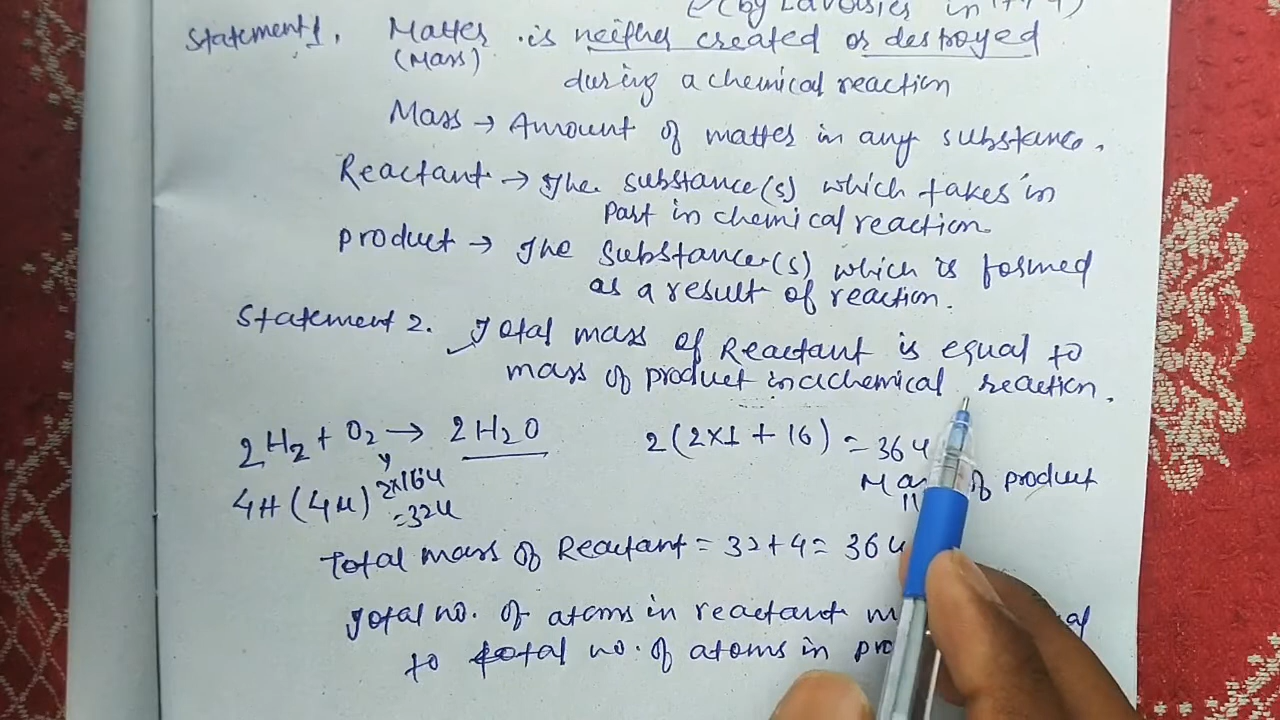 (by Lavoisier in 1774)
Statement 1. Matter is neither created or destroyed
(Mass)
during a chemical reaction
Mass → Amount of matter in any substance.
Reactant → The substance(s) which takes in
part in chemical reaction.
product → The substance(s) which is formed
as a result of reaction.
Statement 2. Total mass of Reactant is equal to
mass of product in a chemical reaction.
2H₂ + O₂ → 2H₂O 2(2×1 + 16) = 36u
4H (4u) 2×16u
=32u
of product
Total mass of Reactant = 32+4 = 36u
Total no. of atoms in reactant
to total no. of atoms in